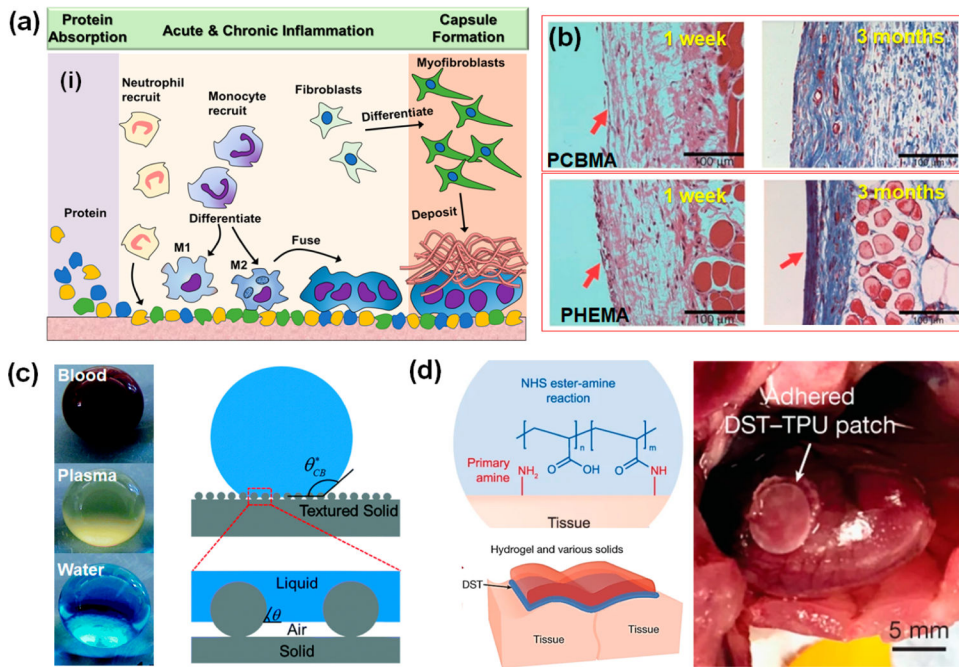 (a)
Protein
Absorption
Acute & Chronic Inflammation
Capsule
Formation
(i)
Neutrophil
recruit
Monocyte
recruit
Fibroblasts
Differentiate
Myofibroblasts
Protein
Differentiate
M1
M2
Fuse
Deposit
(b)
1 week
PCBMA
100 μm
3 months
100 μm
1 week
PHEMA
100 μm
3 months
100 μm
(c)
Blood
Plasma
Water
θ*CB
Textured Solid
Liquid
θ
Air
Solid
(d)
NHS ester-amine
reaction
n
m
Primary
amine
NH2
O
OH
O
NH
Tissue
Hydrogel and various solids
DST
Tissue
Tissue
Adhered
DST–TPU patch
5 mm